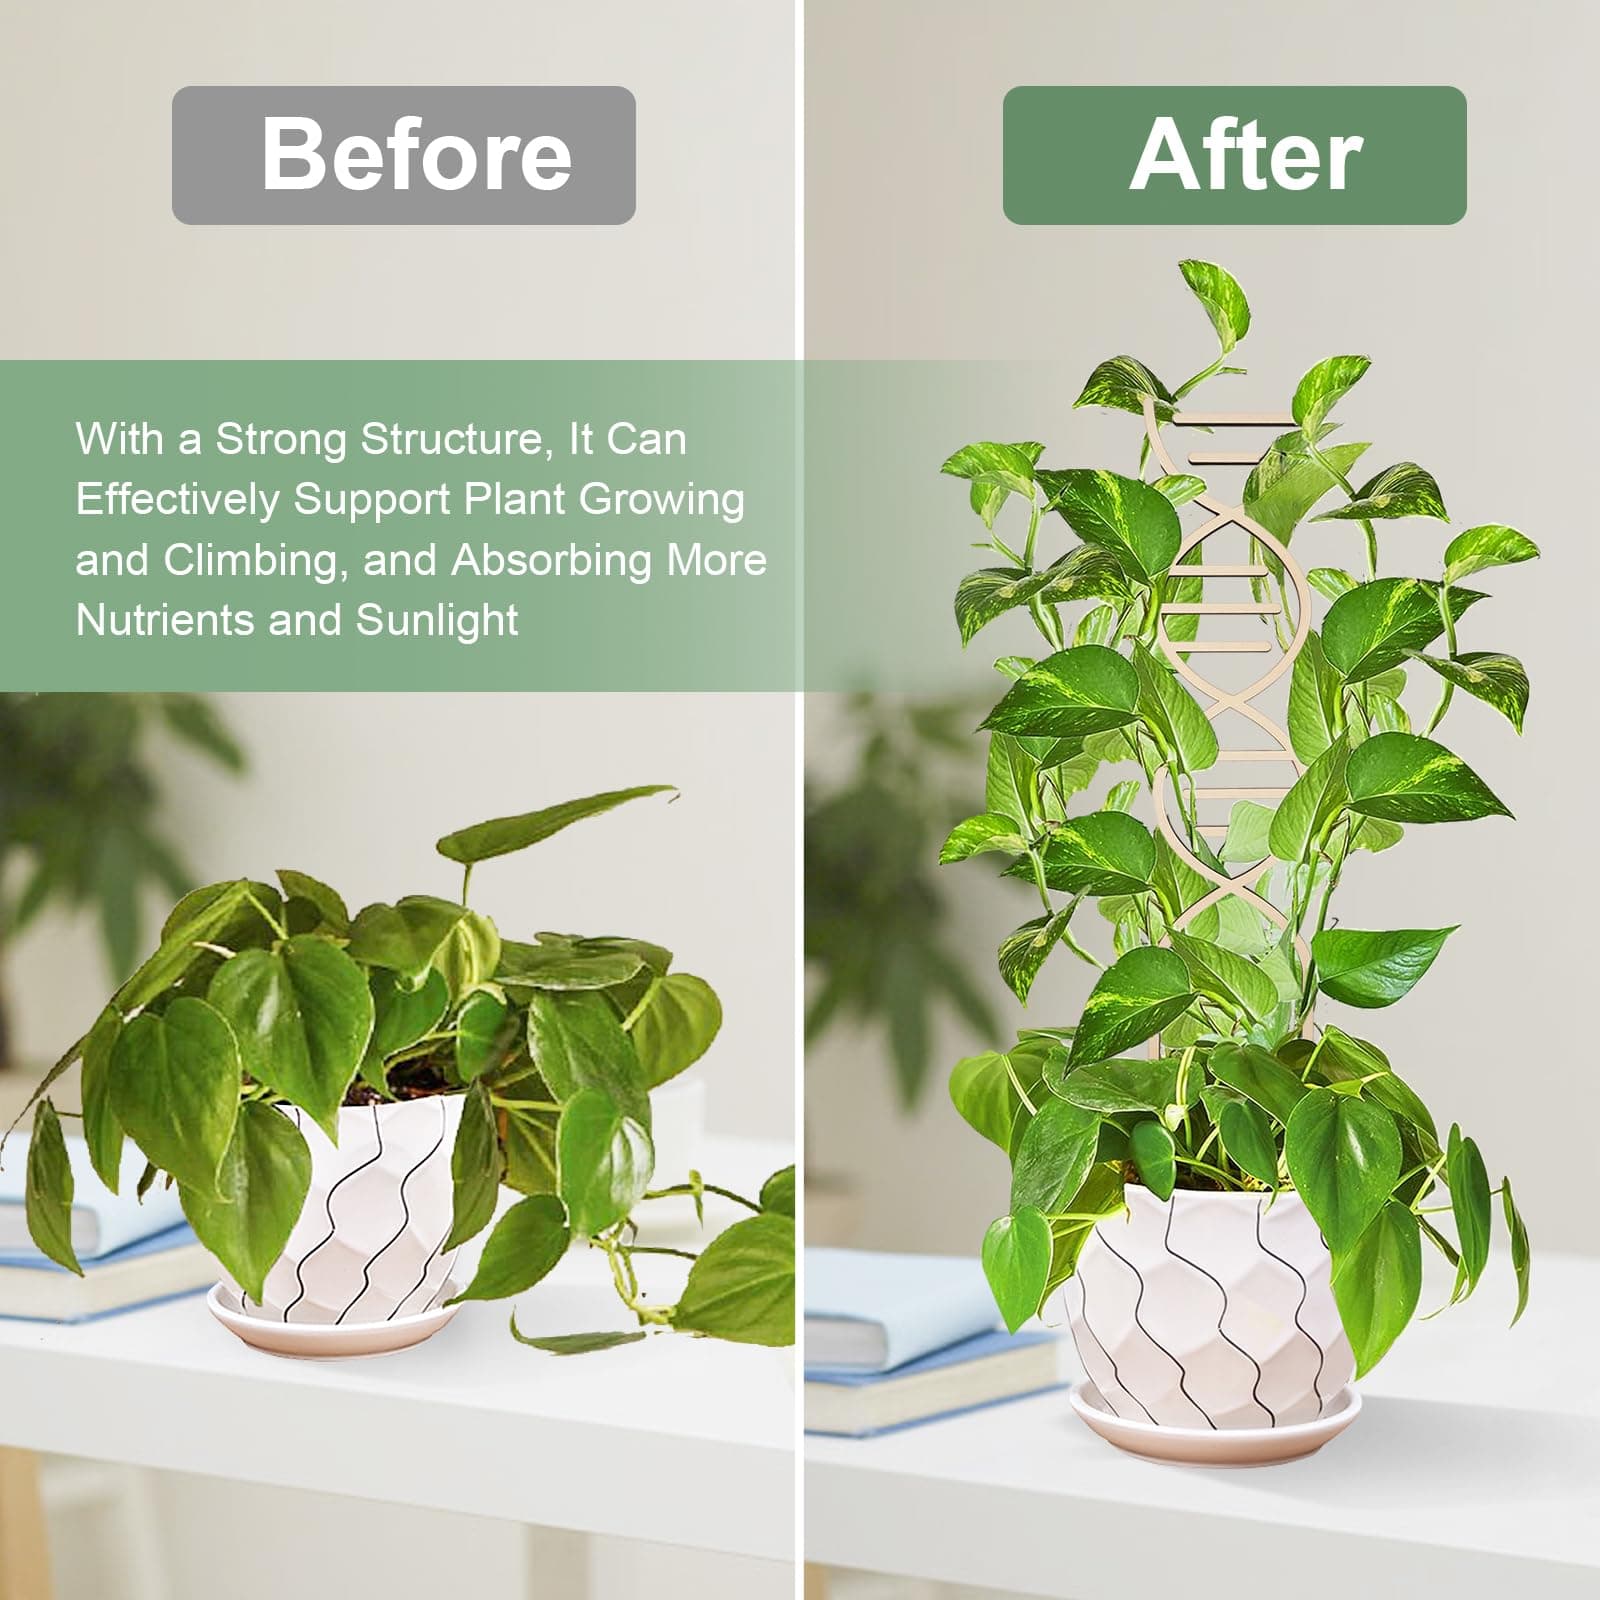 Before
After
With a Strong Structure, It Can
Effectively Support Plant Growing
and Climbing, and Absorbing More
Nutrients and Sunlight